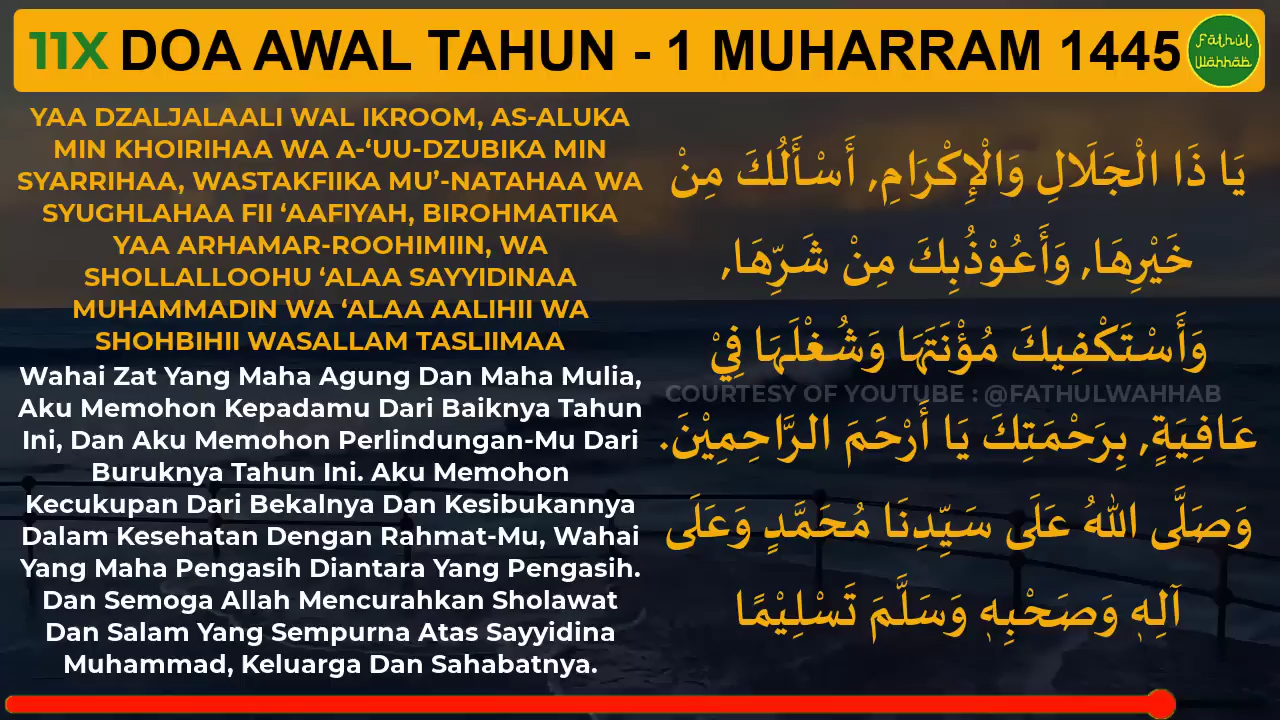 11X DOA AWAL TAHUN - 1 MUHARRAM 1445
Fathul
Wahhab
YAA DZALJALAALI WAL IKROOM, AS-ALUKA
MIN KHOIRIHAA WA A-‘UU-DZUBIKA MIN
SYARRIHAA, WASTAKFIIKA MU’-NATAHAA WA
SYUGHLAHAA FII ‘AAFIYAH, BIROHMATIKA
YAA ARHAMAR-ROOHIMIIN, WA
SHOLLALLOOHU ‘ALAA SAYYIDINAA
MUHAMMADIN WA ‘ALAA AALIHII WA
SHOHBIHII WASALLAM TASLIIMAA
Wahai Zat Yang Maha Agung Dan Maha Mulia,
Aku Memohon Kepadamu Dari Baiknya Tahun
Ini, Dan Aku Memohon Perlindungan-Mu Dari
Buruknya Tahun Ini. Aku Memohon
Kecukupan Dari Bekalnya Dan Kesibukannya
Dalam Kesehatan Dengan Rahmat-Mu, Wahai
Yang Maha Pengasih Diantara Yang Pengasih.
Dan Semoga Allah Mencurahkan Sholawat
Dan Salam Yang Sempurna Atas Sayyidina
Muhammad, Keluarga Dan Sahabatnya.
يَا ذَا الْجَلَالِ وَالْإِكْرَامِ, أَسْأَلُكَ مِنْ
خَيْرِهَا, وَأَعُوْذُبِكَ مِنْ شَرِّهَا,
وَأَسْتَكْفِيكَ مُؤْنَتَهَا وَشُغْلَهَا فِيْ
COURTESY OF YOUTUBE : @FATHULWAHHAB
عَافِيَةٍ, بِرَحْمَتِكَ يَا أَرْحَمَ الرَّاحِمِيْنَ.
وَصَلَّى اللهُ عَلَى سَيِّدِنَا مُحَمَّدٍ وَعَلَى
آلِهٖ وَصَحْبِهٖ وَسَلَّمَ تَسْلِيْمًا